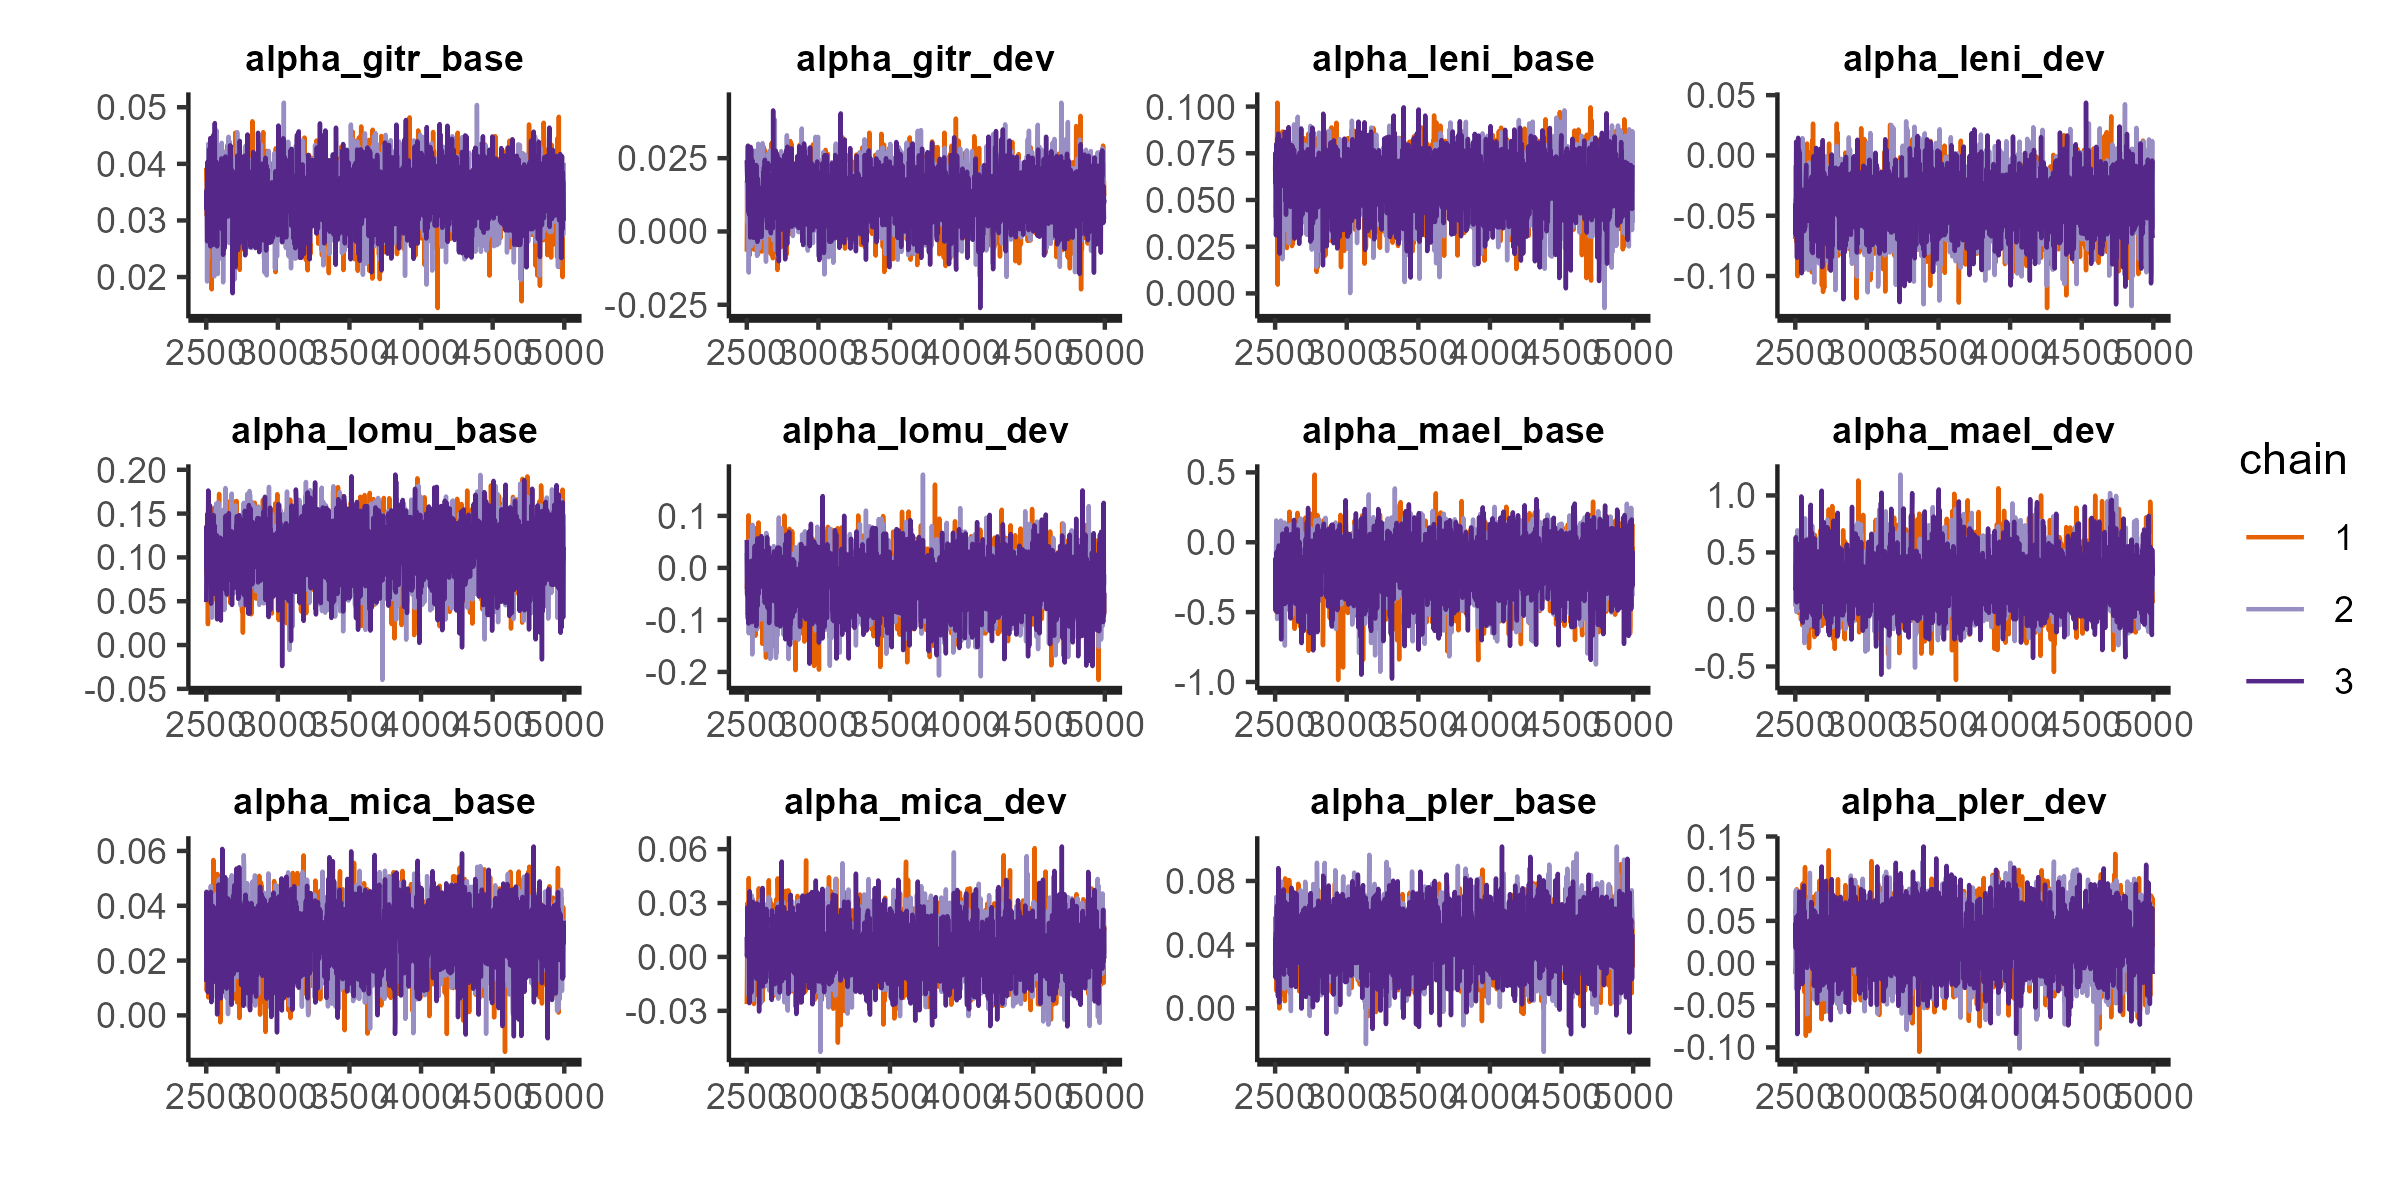 alpha_gitr_base alpha_gitr_dev alpha_leni_base alpha_leni_dev
0.05 0.04 0.03 0.02
0.025 0.000 -0.025
0.100 0.075 0.050 0.025 0.000
0.05 0.00 -0.05 -0.10
2500 3000 3500 4000 4500 5000 2500 3000 3500 4000 4500 5000 2500 3000 3500 4000 4500 5000 2500 3000 3500 4000 4500 5000
alpha_lomu_base alpha_lomu_dev alpha_mael_base alpha_mael_dev
0.20 0.15 0.10 0.05 0.00 -0.05
0.1 0.0 -0.1 -0.2
0.5 0.0 -0.5 -1.0
1.0 0.5 0.0 -0.5
2500 3000 3500 4000 4500 5000 2500 3000 3500 4000 4500 5000 2500 3000 3500 4000 4500 5000 2500 3000 3500 4000 4500 5000
alpha_mica_base alpha_mica_dev alpha_pler_base alpha_pler_dev
0.06 0.04 0.02 0.00
0.06 0.03 0.00 -0.03
0.08 0.04 0.00
0.15 0.10 0.05 0.00 -0.05 -0.10
2500 3000 3500 4000 4500 5000 2500 3000 3500 4000 4500 5000 2500 3000 3500 4000 4500 5000 2500 3000 3500 4000 4500 5000
chain
1
2
3